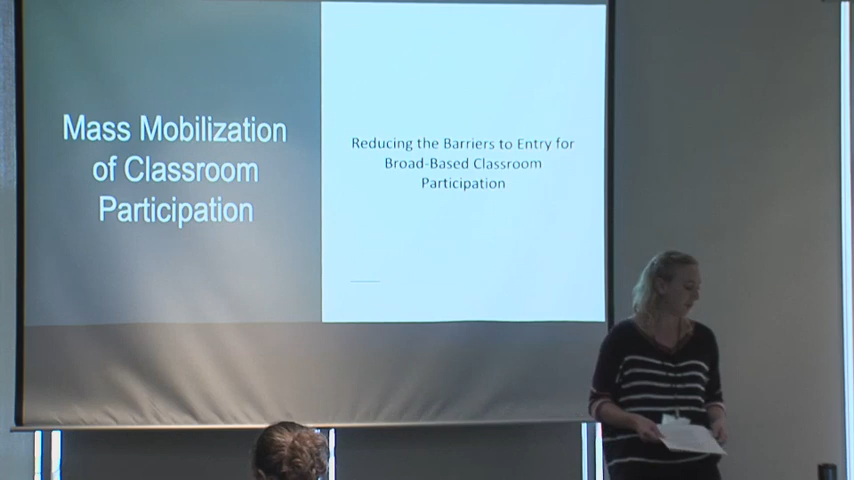 Mass Mobilization
of Classroom
Participation
Reducing the Barriers to Entry for
Broad-Based Classroom
Participation